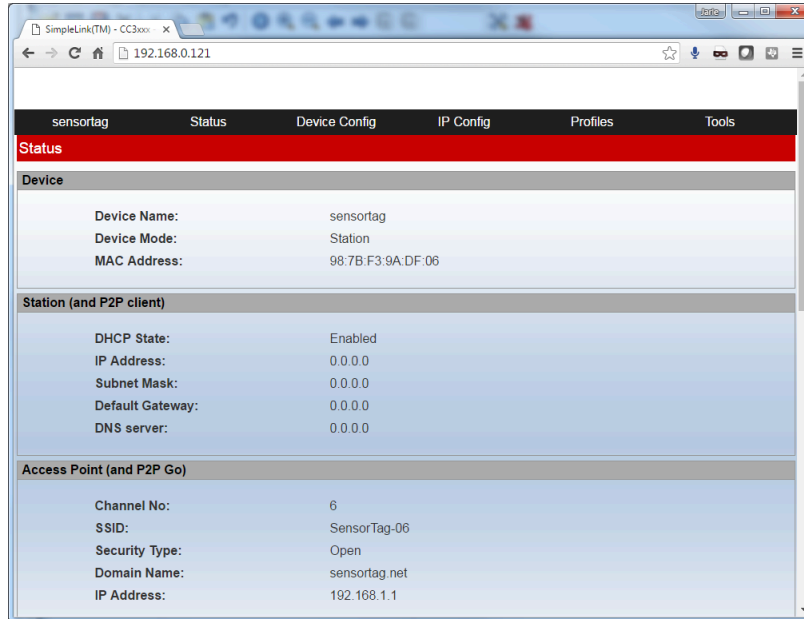 Jarle
SimpleLink(TM) - CC3xxx
192.168.0.121
sensortag Status Device Config IP Config Profiles Tools
Status
Device
Device Name: sensortag
Device Mode: Station
MAC Address: 98:7B:F3:9A:DF:06
Station (and P2P client)
DHCP State: Enabled
IP Address: 0.0.0.0
Subnet Mask: 0.0.0.0
Default Gateway: 0.0.0.0
DNS server: 0.0.0.0
Access Point (and P2P Go)
Channel No: 6
SSID: SensorTag-06
Security Type: Open
Domain Name: sensortag.net
IP Address: 192.168.1.1